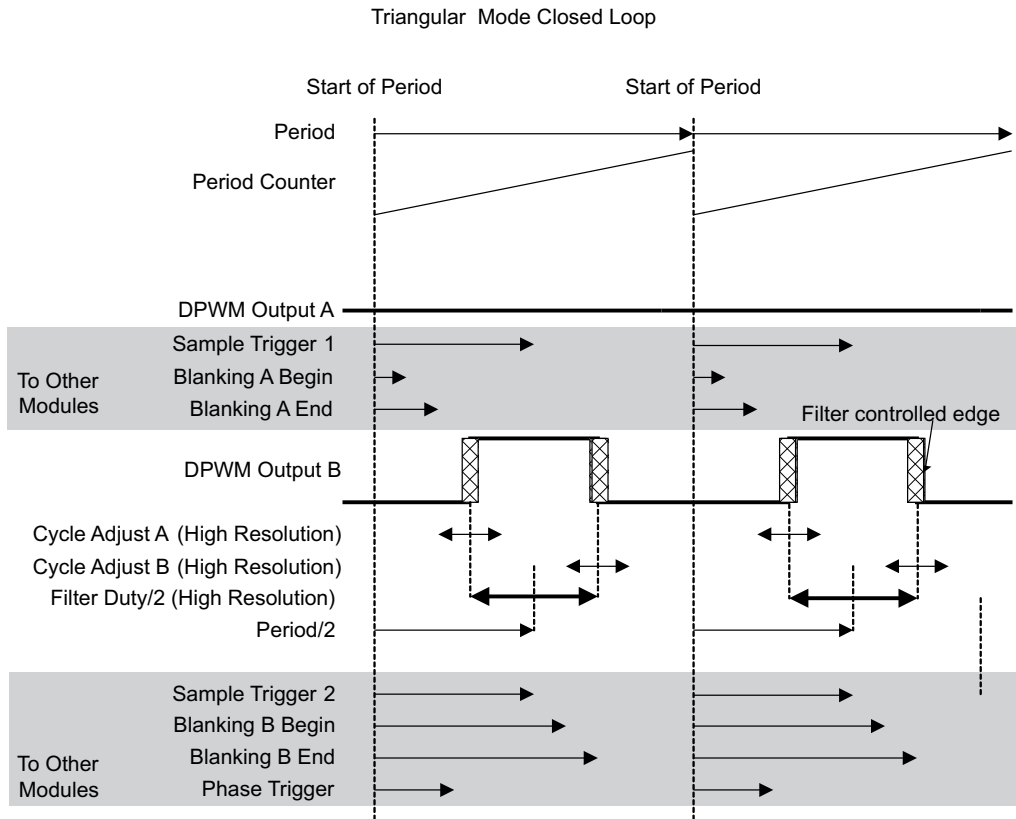 Triangular Mode Closed Loop
Start of Period
Start of Period
Period
Period Counter
DPWM Output A
Sample Trigger 1
Blanking A Begin
Blanking A End
To Other
Modules
Filter controlled edge
DPWM Output B
Cycle Adjust A (High Resolution)
Cycle Adjust B (High Resolution)
Filter Duty/2 (High Resolution)
Period/2
Sample Trigger 2
Blanking B Begin
Blanking B End
Phase Trigger
To Other
Modules